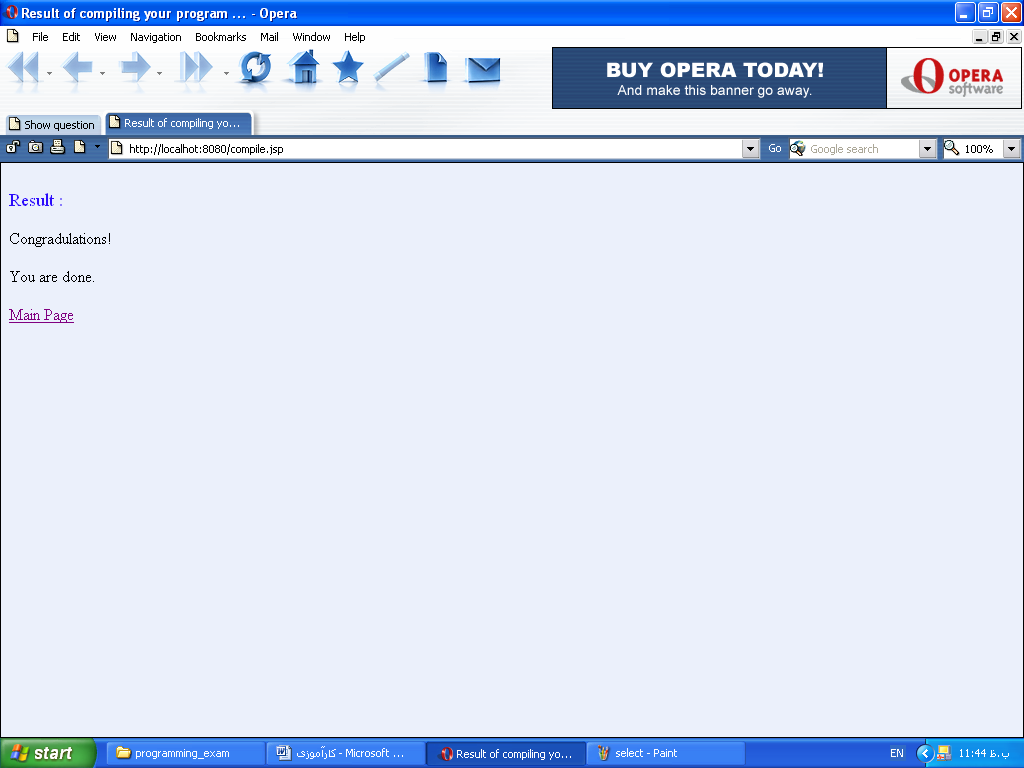 Result of compiling your program ... - Opera
File Edit View Navigation Bookmarks Mail Window Help
BUY OPERA TODAY!
And make this banner go away.
OPERA
software
Show question
Result of compiling yo...
http://localhot:8080/compile.jsp
Go
Google search
100%
Result :
Congradulations!
You are done.
Main Page
start
programming_exam
کارآموزی - Microsoft ...
Result of compiling yo...
select - Paint
EN
11:44 ب.ظ